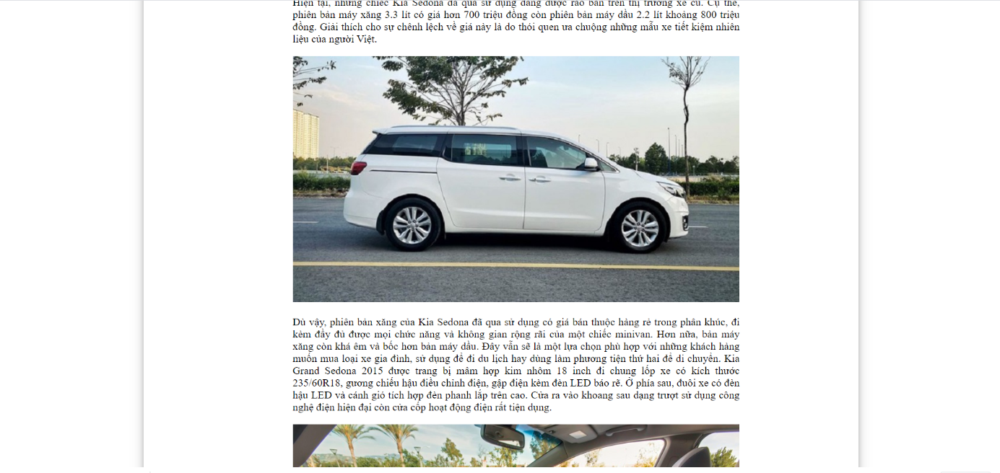 Hiện tại, những chiếc Kia Sedona đã qua sử dụng đang được rao bán trên thị trường xe cũ. Cụ thể,
phiên bản máy xăng 3.3 lít có giá hơn 700 triệu đồng còn phiên bản máy dầu 2.2 lít khoảng 800 triệu
đồng. Giải thích cho sự chênh lệch về giá này là do thói quen ưa chuộng những mẫu xe tiết kiệm nhiên
liệu của người Việt.
Dù vậy, phiên bản xăng của Kia Sedona đã qua sử dụng có giá bán thuộc hàng rẻ trong phân khúc, đi
kèm đầy đủ được mọi chức năng và không gian rộng rãi của một chiếc minivan. Hơn nữa, bản máy
xăng còn khá êm và bốc hơn bản máy dầu. Đây vẫn sẽ là một lựa chọn phù hợp với những khách hàng
muốn mua loại xe gia đình, sử dụng để đi du lịch hay dùng làm phương tiện thứ hai để di chuyển. Kia
Grand Sedona 2015 được trang bị mâm hợp kim nhôm 18 inch đi chung lốp xe có kích thước
235/60R18, gương chiếu hậu điều chỉnh điện, gập điện kèm đèn LED báo rẽ. Ở phía sau, đuôi xe có đèn
hậu LED và cánh gió tích hợp đèn phanh lắp trên cao. Cửa ra vào khoang sau dạng trượt sử dụng công
nghệ điện hiện đại còn cửa cốp hoạt động điện rất tiện dụng.